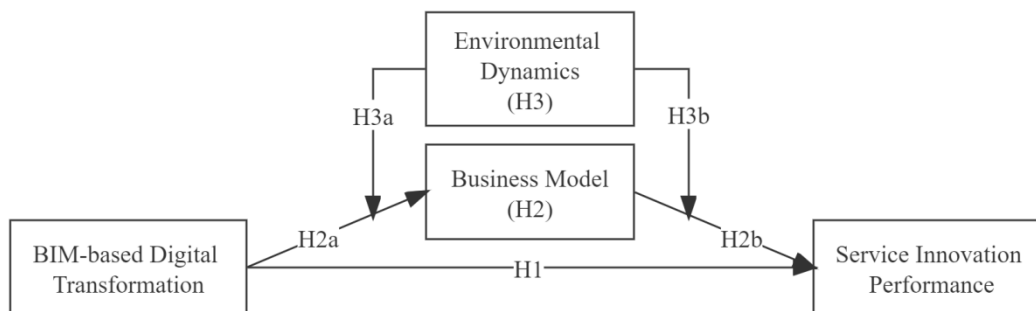 Environmental
Dynamics
(H3)
H3a
H3b
Business Model
(H2)
H2a
H2b
BIM-based Digital
Transformation
H1
Service Innovation
Performance